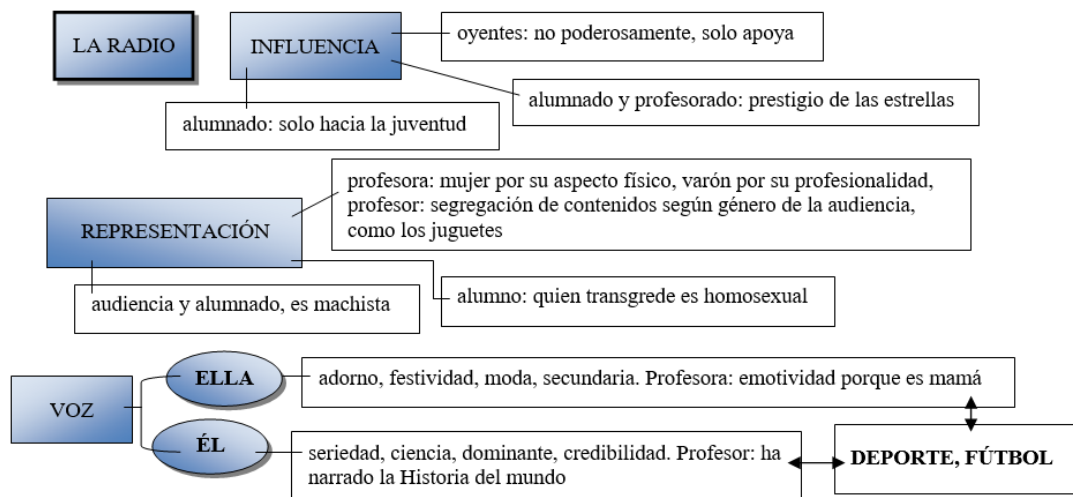 LA RADIO
INFLUENCIA
oyentes: no poderosamente, solo apoya
alumnado y profesorado: prestigio de las estrellas
alumnado: solo hacia la juventud
REPRESENTACIÓN
profesora: mujer por su aspecto físico, varón por su profesionalidad,
profesor: segregación de contenidos según género de la audiencia,
como los juguetes
audiencia y alumnado, es machista
alumno: quien transgrede es homosexual
VOZ
ELLA
adorno, festividad, moda, secundaria. Profesora: emotividad porque es mamá
ÉL
seriedad, ciencia, dominante, credibilidad. Profesor: ha
narrado la Historia del mundo
DEPORTE, FÚTBOL